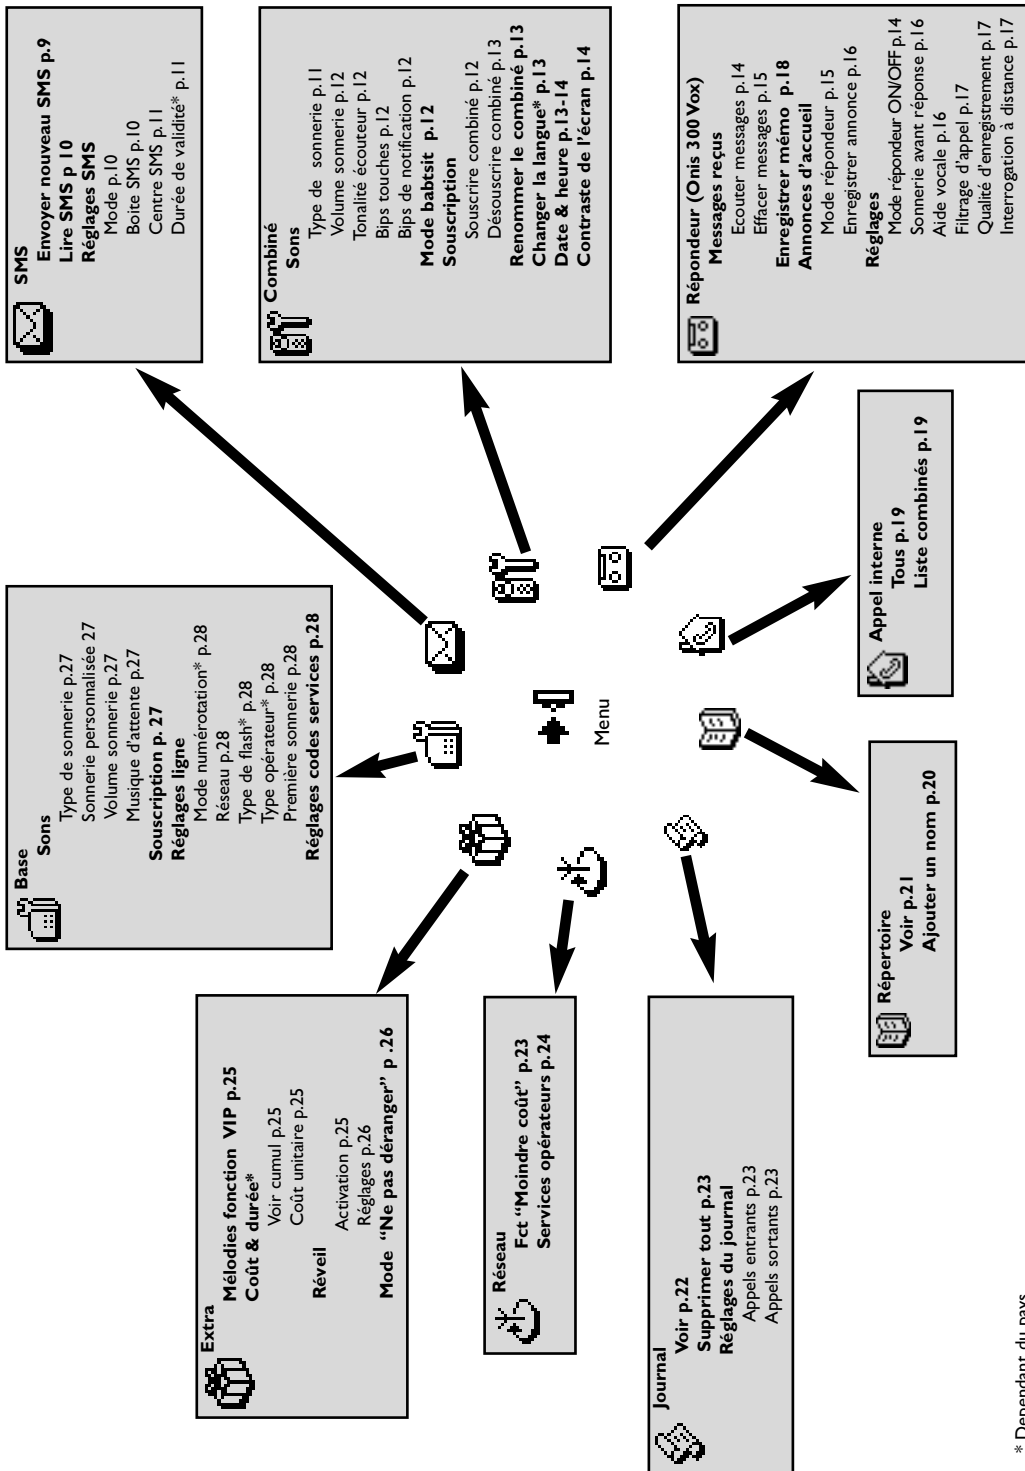 Extra
Mélodies fonction VIP p.25
Coût & durée*
Voir cumul p.25
Coût unitaire p.25
Réveil
Activation p.25
Réglages p.26
Mode “Ne pas déranger” p .26
Base
Sons
Type de sonnerie p.27
Sonnerie personnalisée 27
Volume sonnerie p.27
Musique d'attente p.27
Souscription p. 27
Réglages ligne
Mode numérotation* p.28
Réseau p.28
Type de flash* p.28
Type opérateur* p.28
Première sonnerie p.28
Réglages codes services p.28
SMS
Envoyer nouveau SMS p.9
Lire SMS p 10
Réglages SMS
Mode p.10
Boite SMS p.10
Centre SMS p.11
Durée de validité* p.11
Combiné
Sons
Type de sonnerie p.11
Volume sonnerie p.12
Tonalité écouteur p.12
Bips touches p.12
Bips de notification p.12
Mode babtsit p.12
Souscription
Souscrire combiné p.12
Désouscrire combiné p.13
Renommer le combiné p.13
Changer la langue* p.13
Date & heure p.13-14
Contraste de l'écran p.14
Réseau
Fct “Moindre coût” p.23
Services opérateurs p.24
Menu
Journal
Voir p.22
Supprimer tout p.23
Réglages du journal
Appels entrants p.23
Appels sortants p.23
Répertoire
Voir p.21
Ajouter un nom p.20
Appel interne
Tous p.19
Liste combinés p.19
Répondeur (Onis 300 Vox)
Messages reçus
Ecouter messages p.14
Effacer messages p.15
Enregistrer mémo p.18
Annonces d'accueil
Mode répondeur p.15
Enregistrer annonce p.16
Réglages
Mode répondeur ON/OFF p.14
Sonnerie avant réponse p.16
Aide vocale p.16
Filtrage d'appel p.17
Qualité d'enregistrement p.17
Interrogation à distance p.17
* Dependant du pays